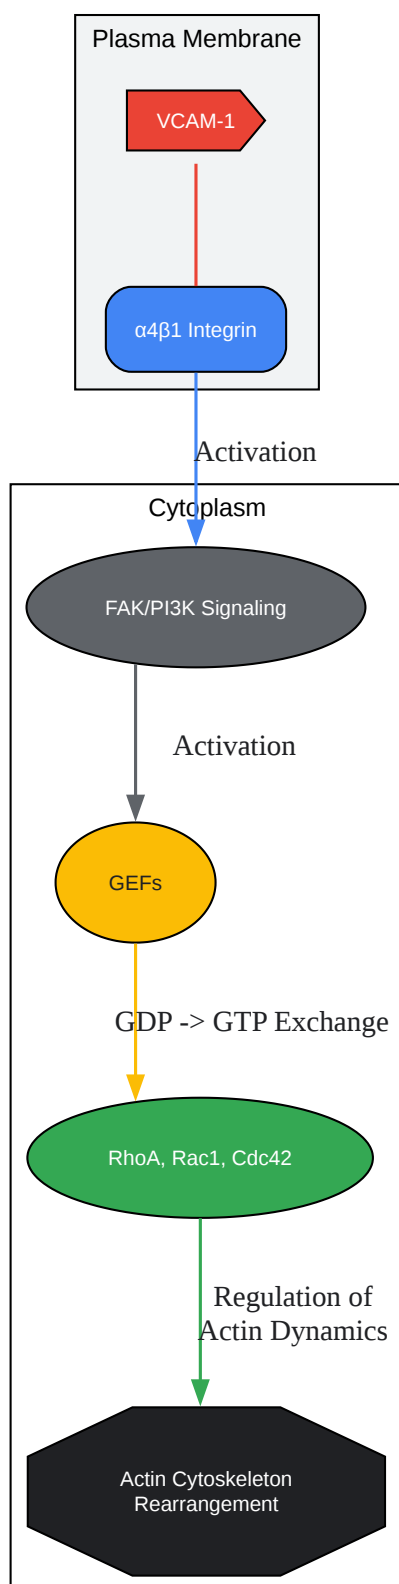 Plasma Membrane
VCAM-1
α4β1 Integrin
Activation
Cytoplasm
FAK/PI3K Signaling
Activation
GEFs
GDP -> GTP Exchange
RhoA, Rac1, Cdc42
Regulation of
Actin Dynamics
Actin Cytoskeleton
Rearrangement